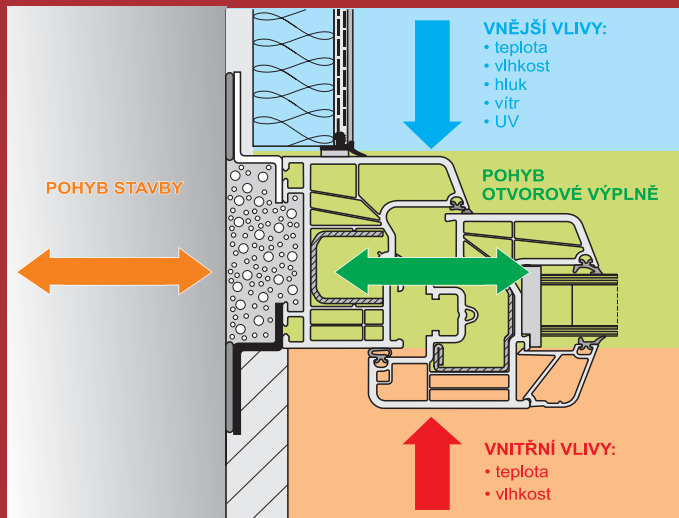 VNĚJŠÍ VLIVY:
• teplota
• vlhkost
• hluk
• vítr
• UV
POHYB STAVBY
POHYB
OTVOROVÉ VÝPLNĚ
VNITŘNÍ VLIVY:
• teplota
• vlhkost